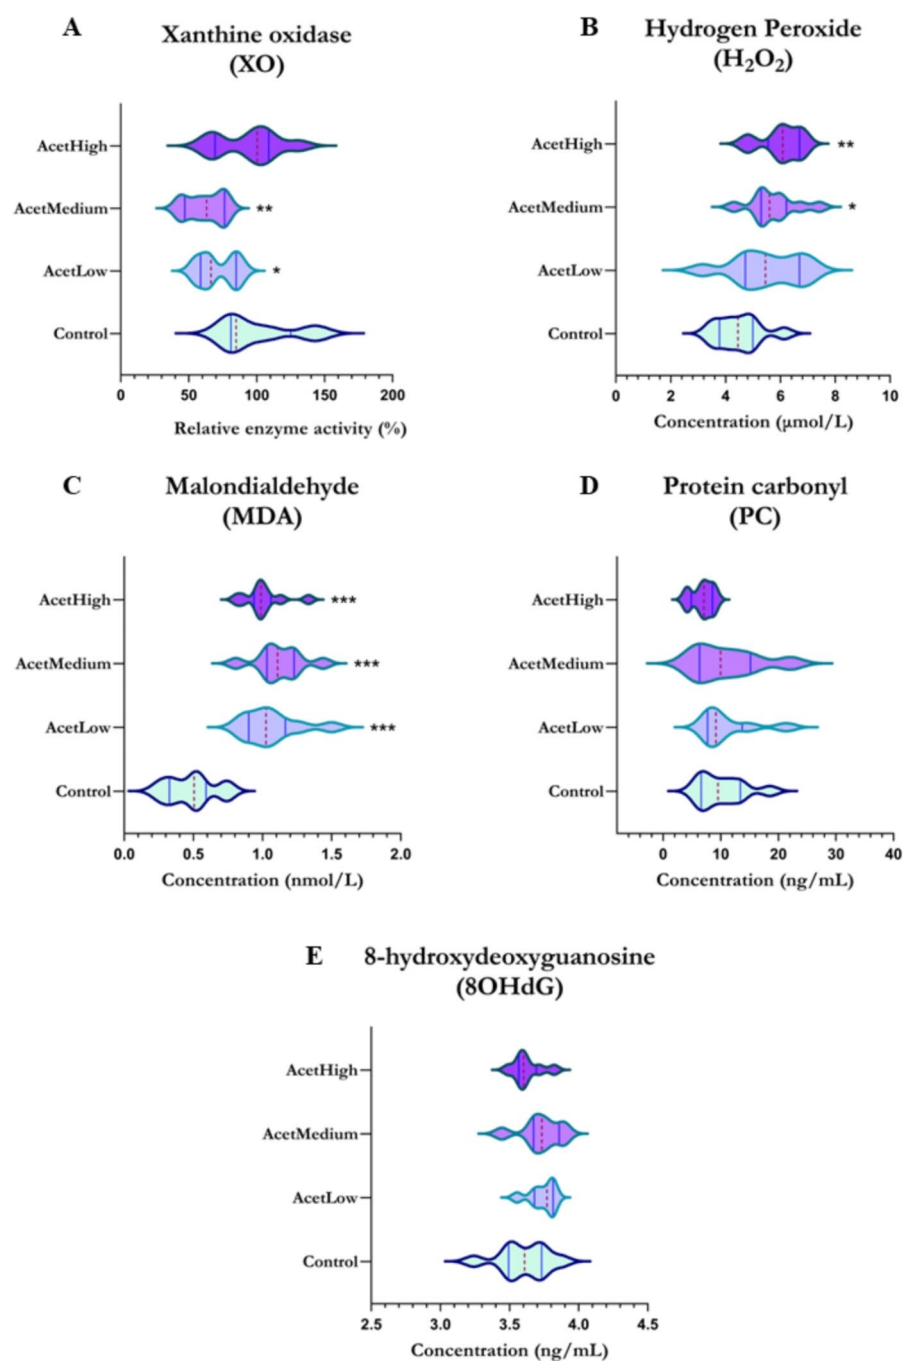 A
Xanthine oxidase
(XO)
AcetHigh
AcetMedium
**
AcetLow
*
Control
0 50 100 150 200
Relative enzyme activity (%)
B
Hydrogen Peroxide
(H₂O₂)
AcetHigh
**
AcetMedium
*
AcetLow
Control
0 2 4 6 8 10
Concentration (µmol/L)
C
Malondialdehyde
(MDA)
AcetHigh
***
AcetMedium
***
AcetLow
***
Control
0.0 0.5 1.0 1.5 2.0
Concentration (nmol/L)
D
Protein carbonyl
(PC)
AcetHigh
AcetMedium
AcetLow
Control
0 10 20 30 40
Concentration (ng/mL)
E
8-hydroxydeoxyguanosine
(8OHdG)
AcetHigh
AcetMedium
AcetLow
Control
2.5 3.0 3.5 4.0 4.5
Concentration (ng/mL)